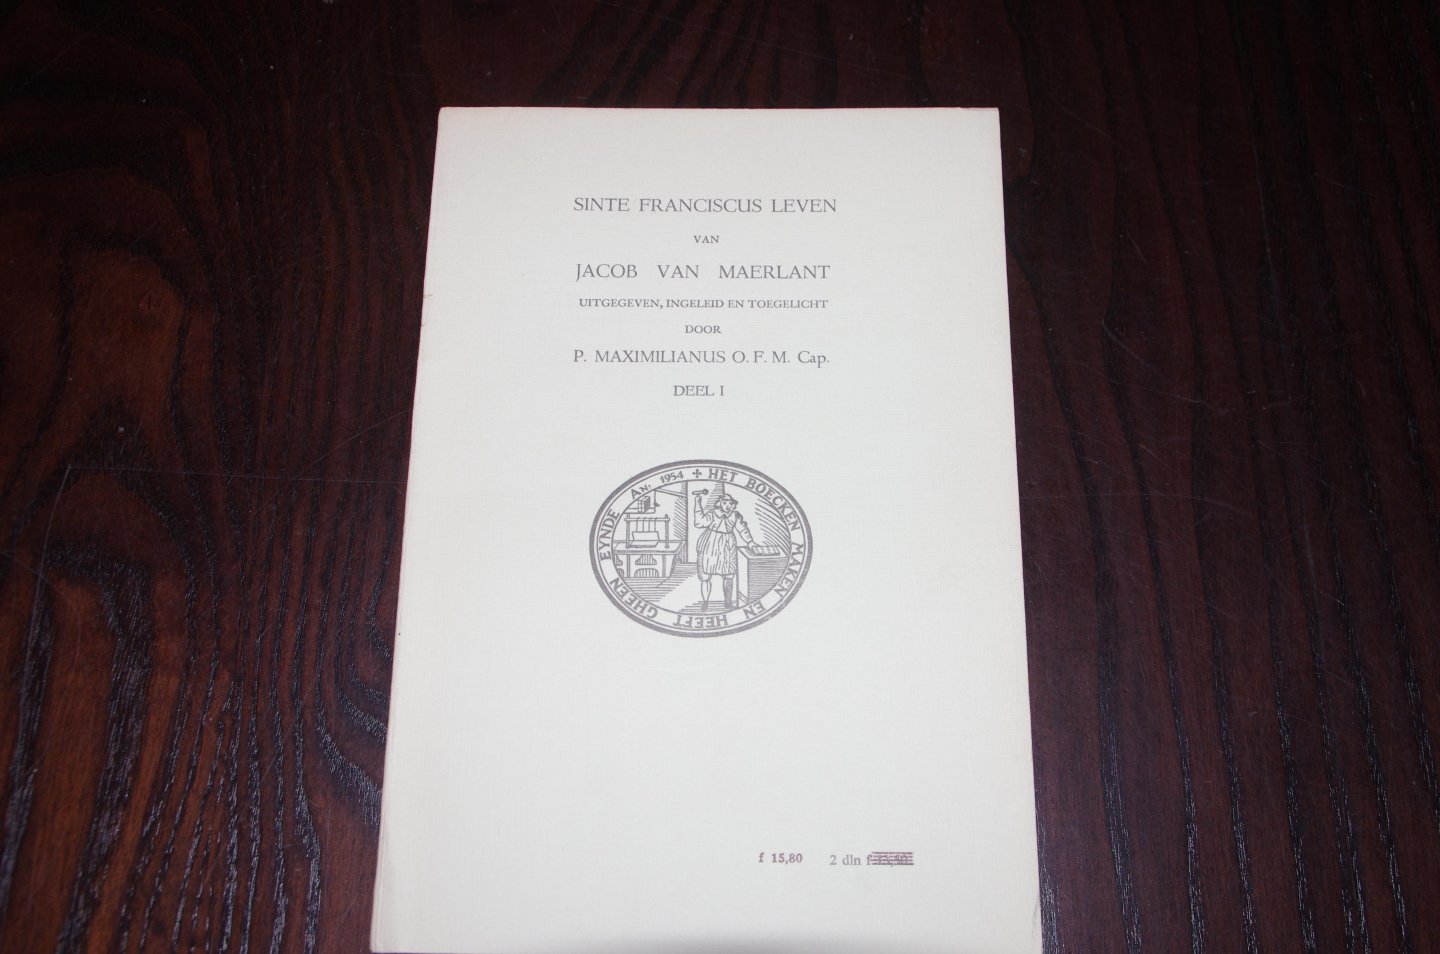 SINTE FRANCISCUS LEVEN
VAN
JACOB VAN MAERLANT
UITGEGEVEN, INGELEID EN TOEGELICHT
DOOR
P. MAXIMILIANUS O. F. M. Cap.
DEEL I
AN. 1954 + HET BOECKEN MAKEN EN HEEFT GHEEN EYNDE
f 15,80 2 dln f